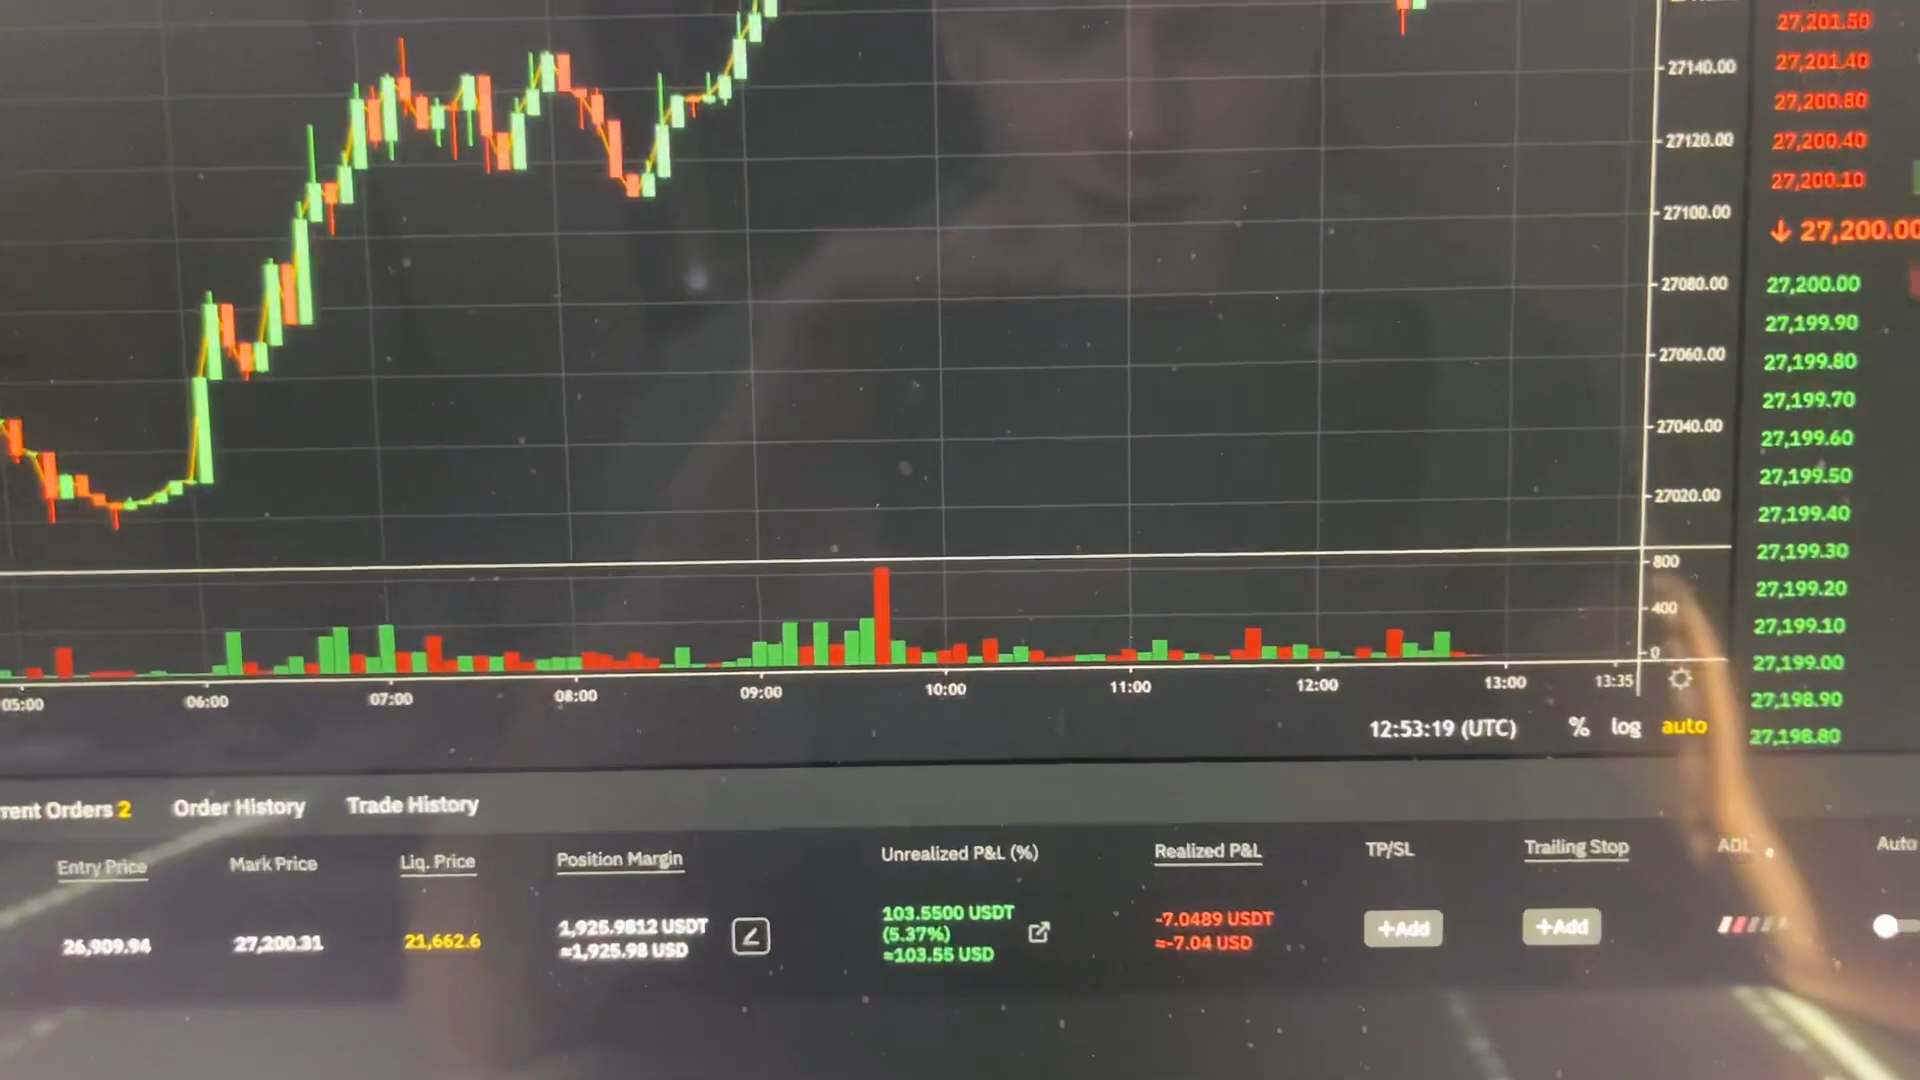 27,201.50
27,201.40
27,200.80
27,200.40
27,200.10
27,200.00
27,200.00
27,199.90
27,199.80
27,199.70
27,199.60
27,199.50
27,199.40
27,199.30
27,199.20
27,199.10
27,199.00
27,198.90
27,198.80
27140.00
27120.00
27100.00
27080.00
27060.00
27040.00
27020.00
800
400
0
05:00 06:00 07:00 08:00 09:00 10:00 11:00 12:00 13:00 13:35
12:53:19 (UTC) % log auto
rent Orders 2 Order History Trade History
Entry Price Mark Price Liq. Price Position Margin Unrealized P&L (%) Realized P&L TP/SL Trailing Stop ADL Auto
26,909.94 27,200.31 21,662.6
1,925.9812 USDT
≈1,925.98 USD
103.5500 USDT
(5.37%)
≈103.55 USD
-7.0489 USDT
≈-7.04 USD
+Add +Add